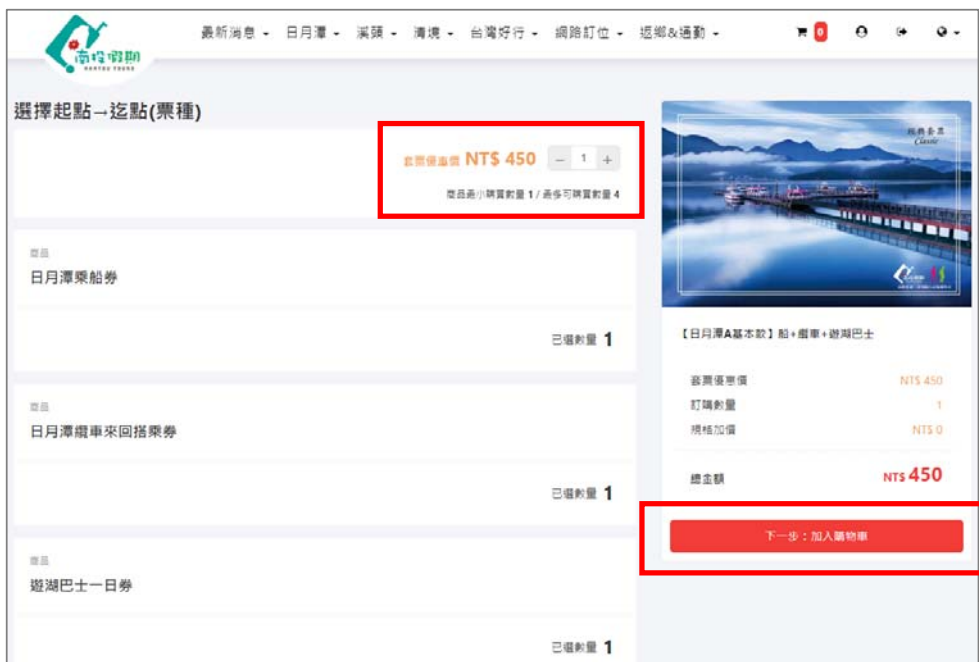 南投假期
NANTOU TOURS
最新消息
日月潭
溪頭
清境
台灣好行
網路訂位
返鄉&通勤
0
選擇起點→迄點(票種)
套票優惠價 NT$ 450 − 1 +
商品最小購買數量 1 / 最多可購買數量 4
商品
日月潭乘船券
已選數量 1
商品
日月潭纜車來回搭乘券
已選數量 1
商品
遊湖巴士一日券
已選數量 1
經典套票
Classic
【日月潭A基本款】船+纜車+遊湖巴士
套票優惠價 NT$ 450
訂購數量 1
規格加價 NT$ 0
總金額 NT$ 450
下一步：加入購物車